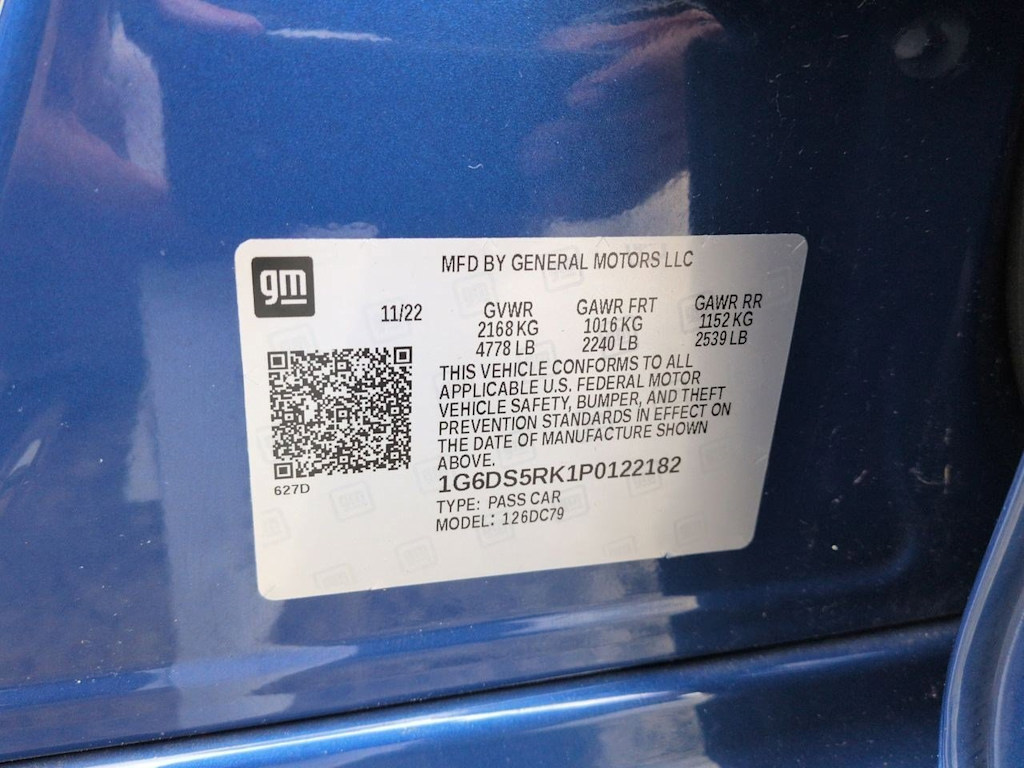 gm
MFD BY GENERAL MOTORS LLC
11/22 GVWR GAWR FRT GAWR RR
2168 KG 1016 KG 1152 KG
4778 LB 2240 LB 2539 LB
THIS VEHICLE CONFORMS TO ALL
APPLICABLE U.S. FEDERAL MOTOR
VEHICLE SAFETY, BUMPER, AND THEFT
PREVENTION STANDARDS IN EFFECT ON
THE DATE OF MANUFACTURE SHOWN
ABOVE.
627D
1G6DS5RK1P0122182
TYPE: PASS CAR
MODEL: 126DC79